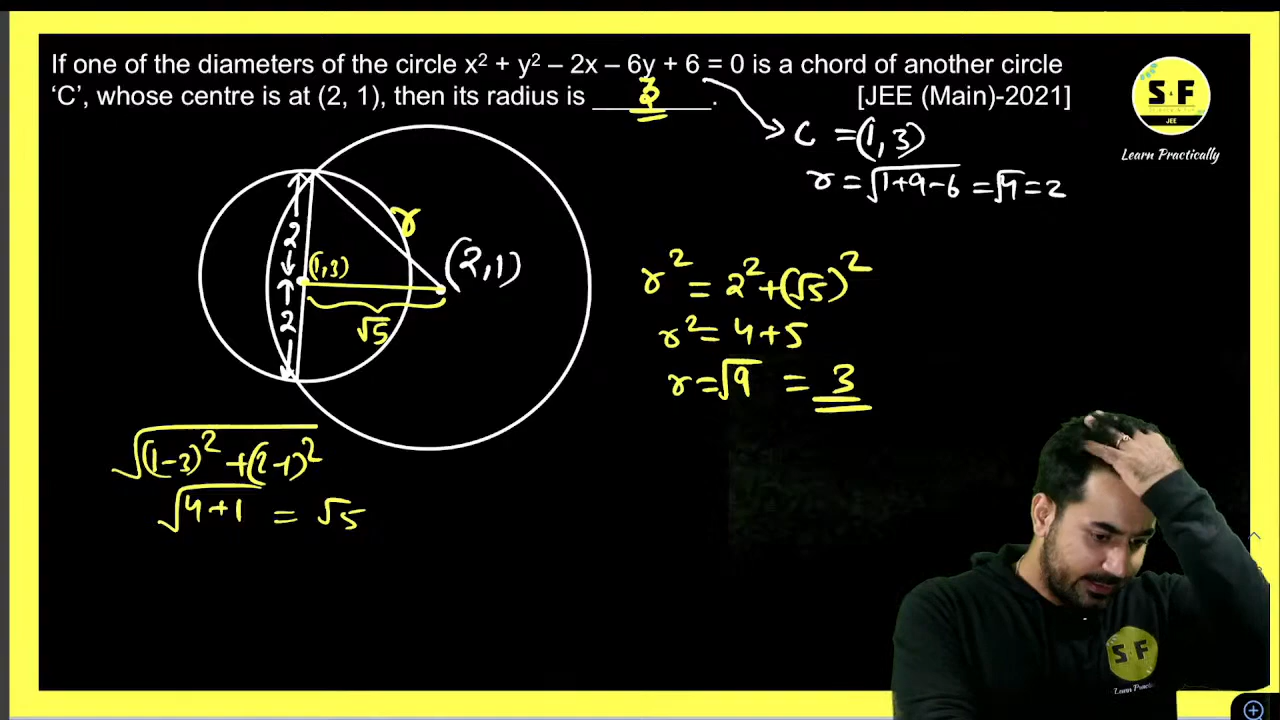 If one of the diameters of the circle x² + y² – 2x – 6y + 6 = 0 is a chord of another circle
‘C’, whose centre is at (2, 1), then its radius is ___3___. [JEE (Main)-2021]
S&F
JEE
Learn Practically
C = (1, 3)
r = √1+9-6 = √4 = 2
2
r
(1,3)
(2,1)
2
√5
r² = 2² + (√5)²
r² = 4 + 5
r = √9 = 3
√(1-3)² + (2-1)²
√4+1 = √5
S&F